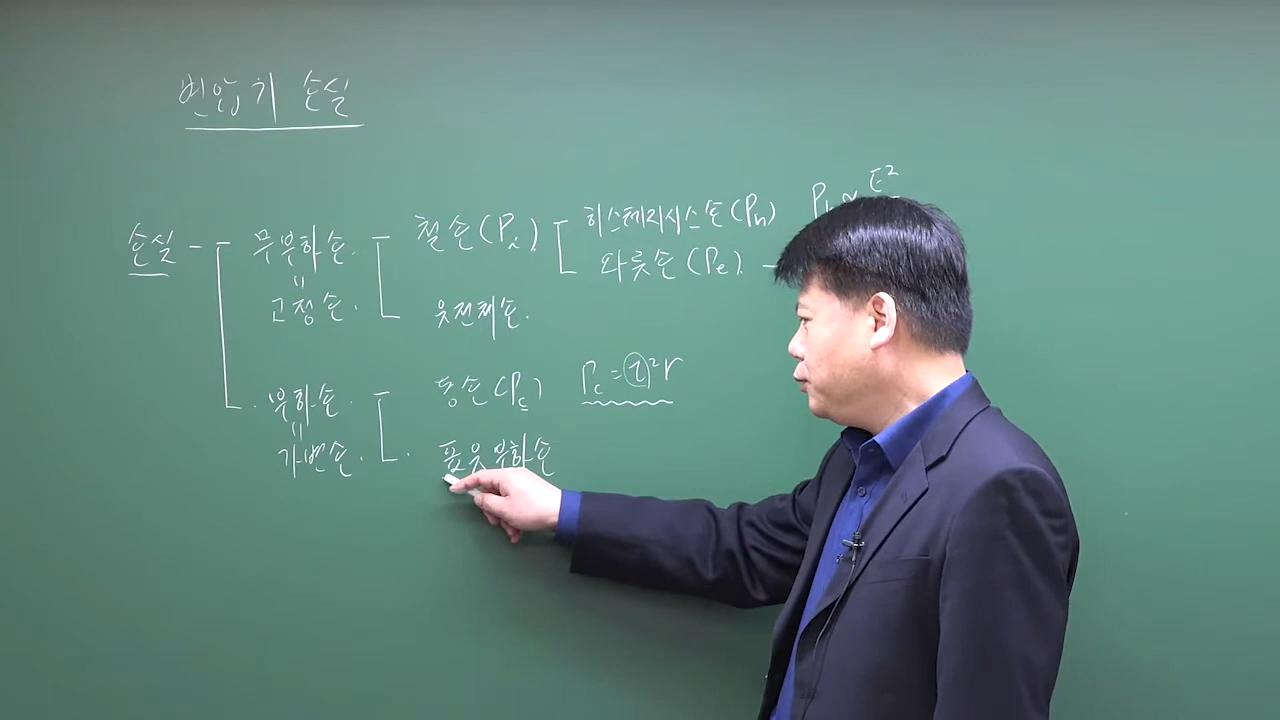 변압기 손실
손실 - 무부하손. 철손(Pi) 히스테리시스손(Ph) Ph ∝ E²
와류손(Pe).
= 고정손. 유전체손.
부하손. 동손(Pc) Pc = I²r
= 가변손. 표유부하손